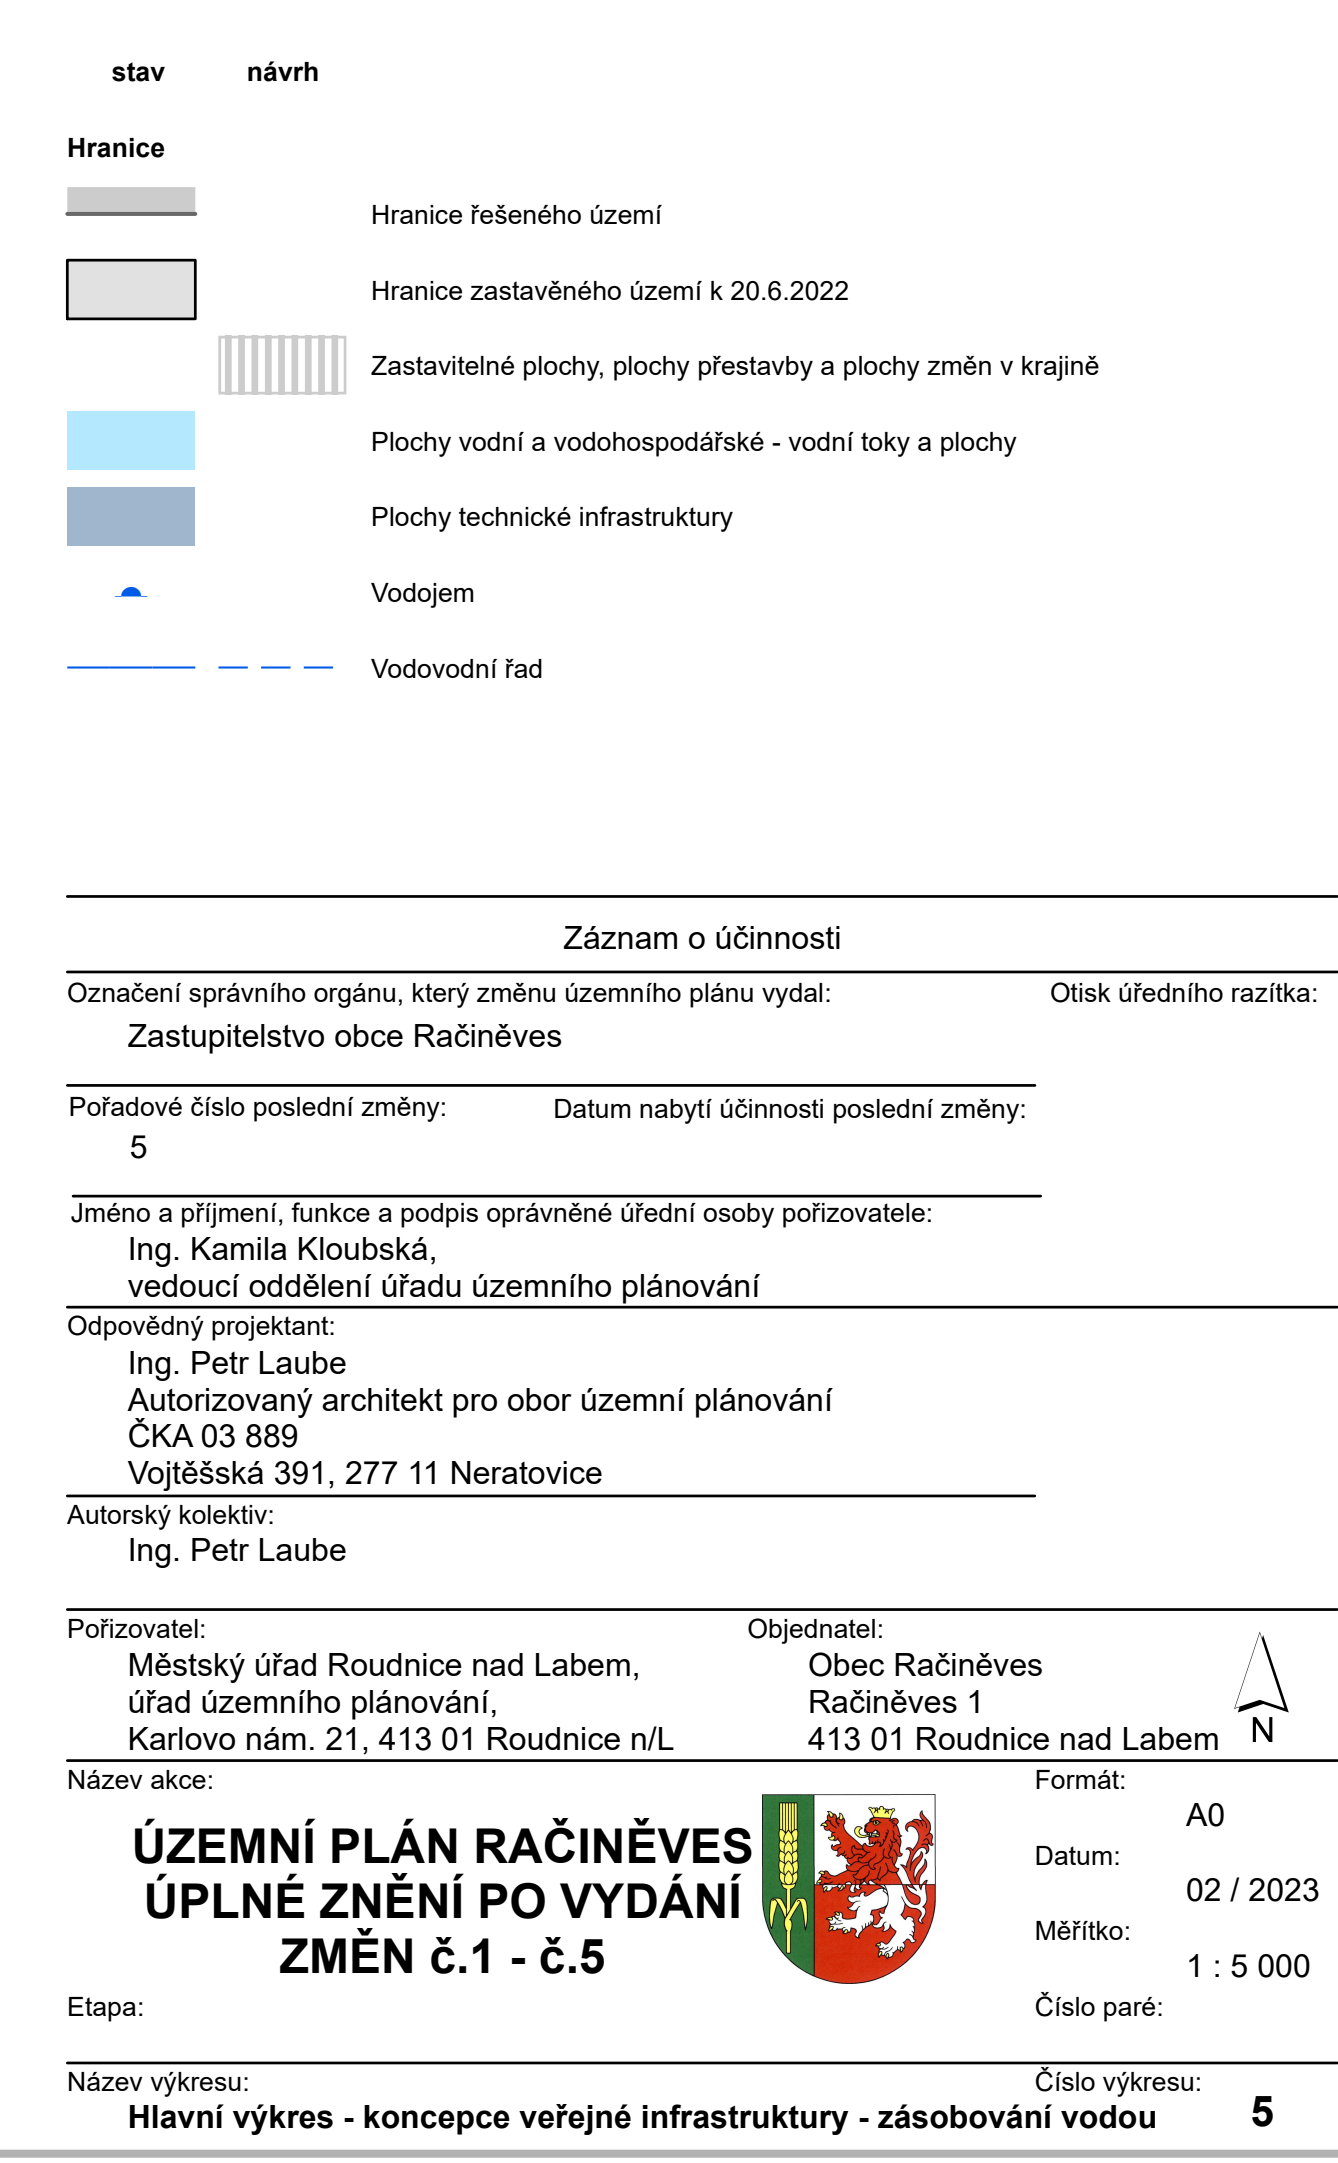 stav návrh
Hranice
Hranice řešeného území
Hranice zastavěného území k 20.6.2022
Zastavitelné plochy, plochy přestavby a plochy změn v krajině
Plochy vodní a vodohospodářské - vodní toky a plochy
Plochy technické infrastruktury
Vodojem
Vodovodní řad
Záznam o účinnosti
Označení správního orgánu, který změnu územního plánu vydal: Otisk úředního razítka:
Zastupitelstvo obce Račiněves
Pořadové číslo poslední změny: Datum nabytí účinnosti poslední změny:
5
Jméno a příjmení, funkce a podpis oprávněné úřední osoby pořizovatele:
Ing. Kamila Kloubská,
vedoucí oddělení úřadu územního plánování
Odpovědný projektant:
Ing. Petr Laube
Autorizovaný architekt pro obor územní plánování
ČKA 03 889
Vojtěšská 391, 277 11 Neratovice
Autorský kolektiv:
Ing. Petr Laube
Pořizovatel:
Městský úřad Roudnice nad Labem,
úřad územního plánování,
Karlovo nám. 21, 413 01 Roudnice n/L
Objednatel:
Obec Račiněves
Račiněves 1
413 01 Roudnice nad Labem
N
Název akce:
ÚZEMNÍ PLÁN RAČINĚVES
ÚPLNÉ ZNĚNÍ PO VYDÁNÍ
ZMĚN č.1 - č.5
Formát:
A0
Datum:
02 / 2023
Měřítko:
1 : 5 000
Etapa:
Číslo paré:
Název výkresu:
Hlavní výkres - koncepce veřejné infrastruktury - zásobování vodou
Číslo výkresu:
5